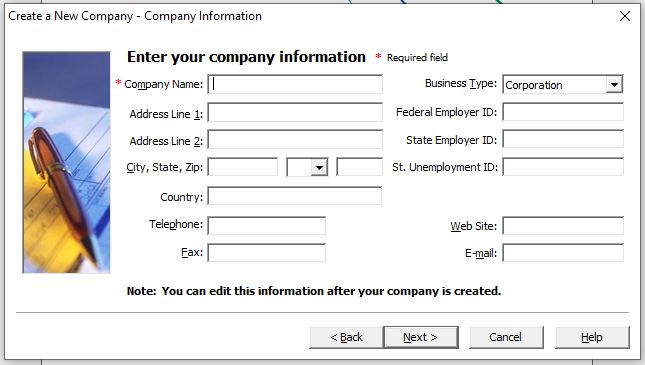 Create a New Company - Company Information
Enter your company information * Required field
* Company Name: Business Type: Corporation
Address Line 1: Federal Employer ID:
Address Line 2: State Employer ID:
City, State, Zip: St. Unemployment ID:
Country:
Telephone: Web Site:
Fax: E-mail:
Note: You can edit this information after your company is created.
< Back Next > Cancel Help